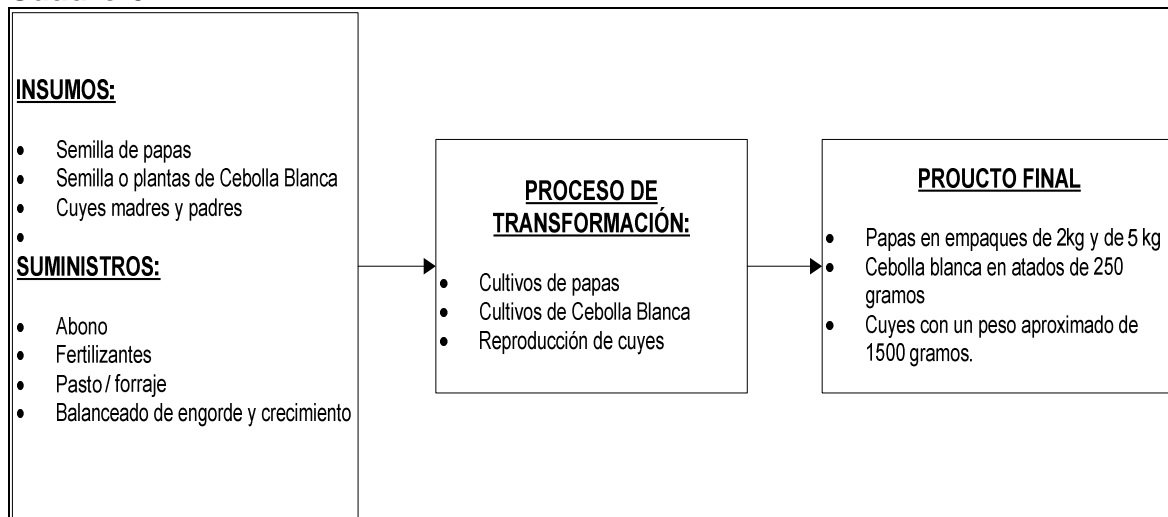 INSUMOS:
• Semilla de papas
• Semilla o plantas de Cebolla Blanca
• Cuyes madres y padres
•
SUMINISTROS:
• Abono
• Fertilizantes
• Pasto / forraje
• Balanceado de engorde y crecimiento
PROCESO DE
TRANSFORMACIÓN:
• Cultivos de papas
• Cultivos de Cebolla Blanca
• Reproducción de cuyes
PROUCTO FINAL
• Papas en empaques de 2kg y de 5 kg
• Cebolla blanca en atados de 250
gramos
• Cuyes con un peso aproximado de
1500 gramos.